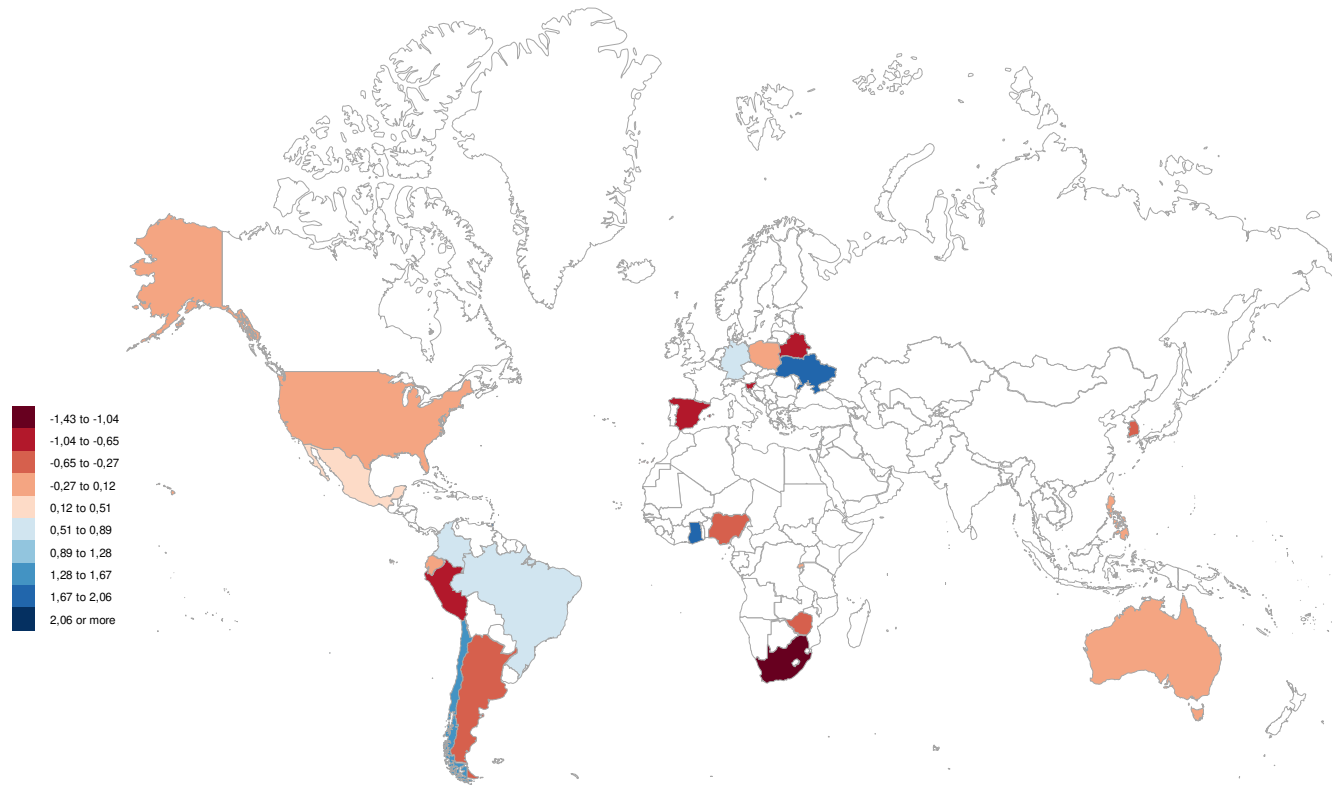 -1,43 to -1,04
-1,04 to -0,65
-0,65 to -0,27
-0,27 to 0,12
0,12 to 0,51
0,51 to 0,89
0,89 to 1,28
1,28 to 1,67
1,67 to 2,06
2,06 or more